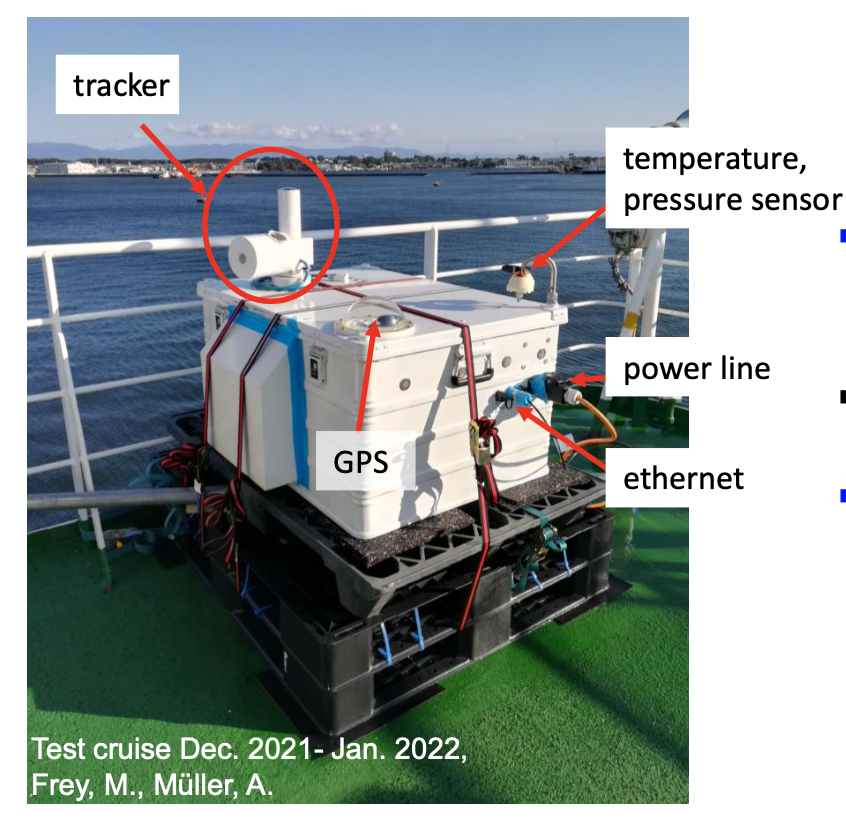 tracker
temperature,
pressure sensor
power line
GPS
ethernet
Test cruise Dec. 2021- Jan. 2022,
Frey, M., Müller, A.